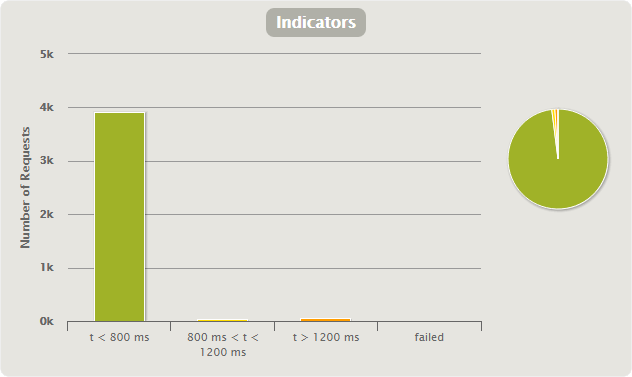 Indicators
Number of Requests
5k
4k
3k
2k
1k
0k
t < 800 ms
800 ms < t <
1200 ms
t > 1200 ms
failed